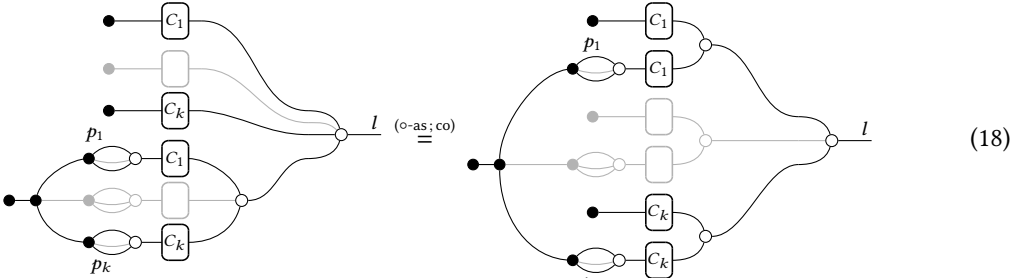 C₁
C₁
p₁
Cₖ
C₁
l
(∘-as ; co)
=
l
(18)
p₁
C₁
Cₖ
Cₖ
pₖ
Cₖ